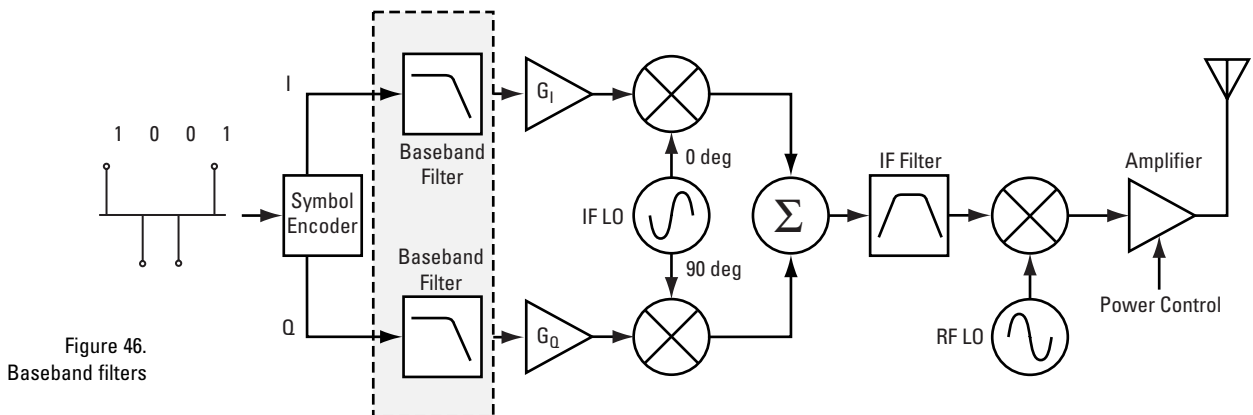 1 0 0 1
Symbol
Encoder
I
Q
Baseband
Filter
Baseband
Filter
G_I
G_Q
0 deg
IF LO
90 deg
Σ
IF Filter
RF LO
Amplifier
Power Control
Figure 46.
Baseband filters